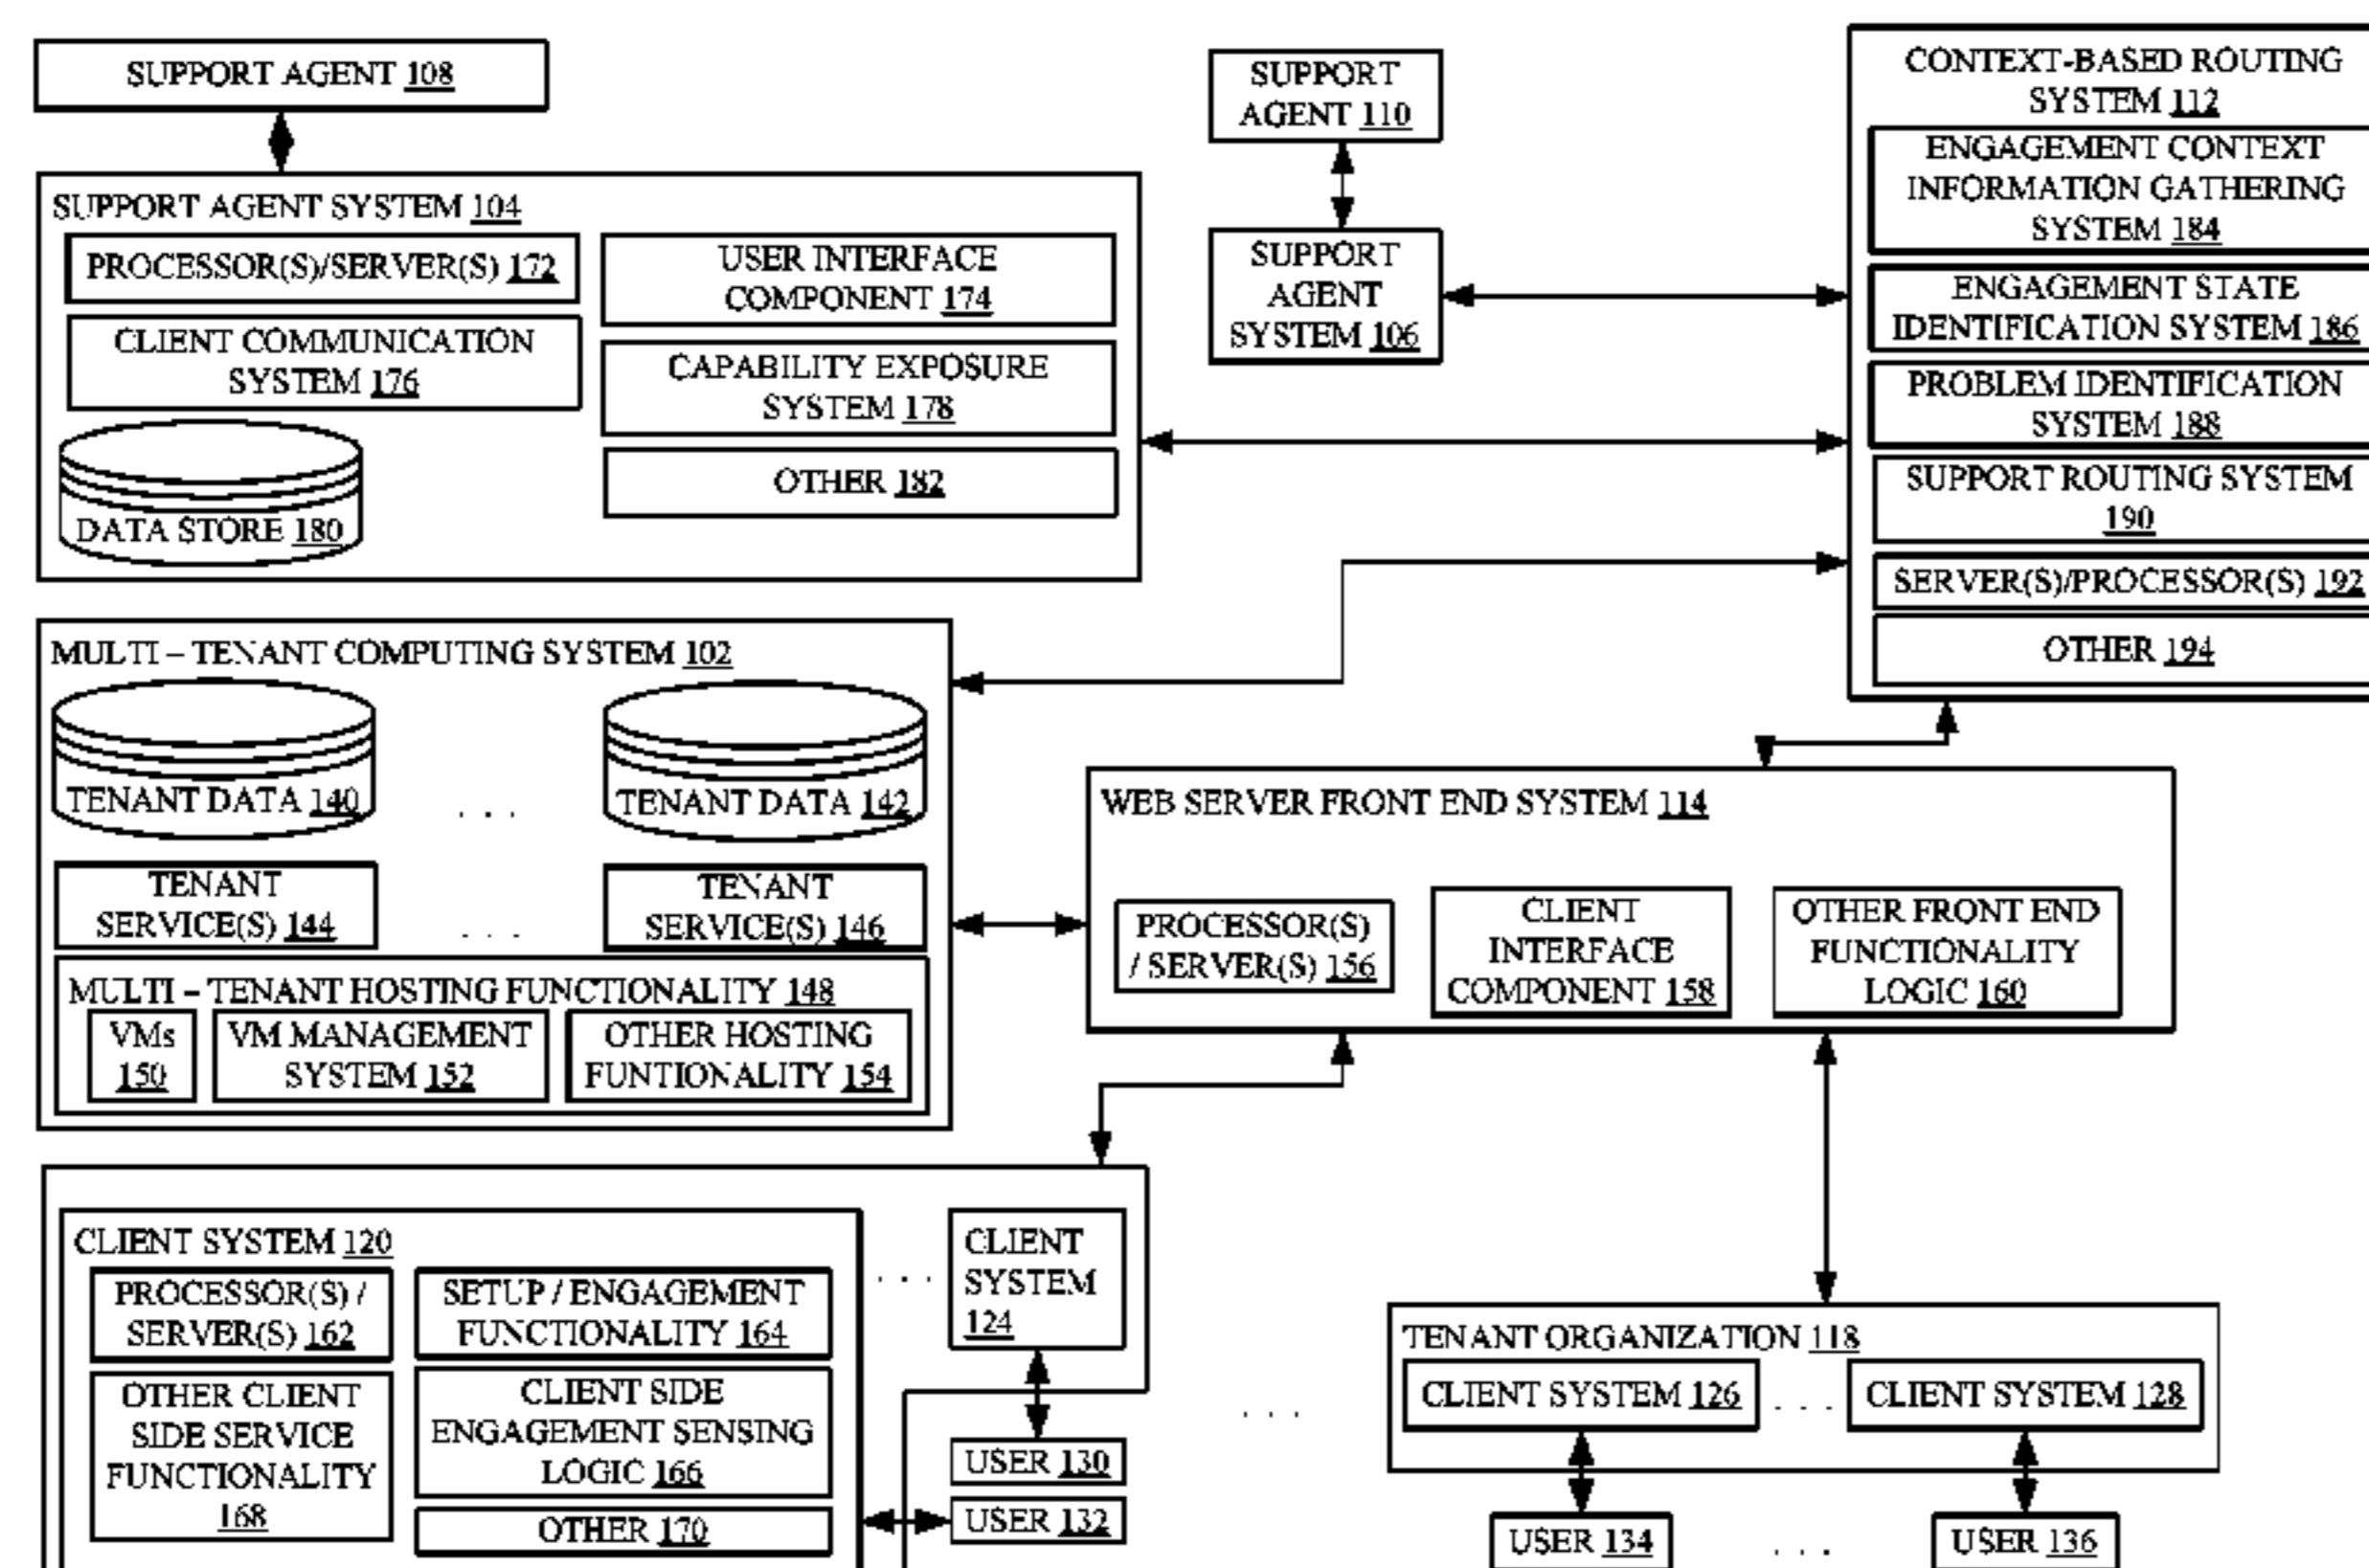 SUPPORT AGENT 108
SUPPORT AGENT SYSTEM 104
PROCESSOR(S)/SERVER(S) 172
CLIENT COMMUNICATION
SYSTEM 176
DATA STORE 180
USER INTERFACE
COMPONENT 174
CAPABILITY EXPOSURE
SYSTEM 178
OTHER 182
SUPPORT
AGENT 110
SUPPORT
AGENT
SYSTEM 106
CONTEXT-BASED ROUTING
SYSTEM 112
ENGAGEMENT CONTEXT
INFORMATION GATHERING
SYSTEM 184
ENGAGEMENT STATE
IDENTIFICATION SYSTEM 186
PROBLEM IDENTIFICATION
SYSTEM 188
SUPPORT ROUTING SYSTEM
190
SERVER(S)/PROCESSOR(S) 192
OTHER 194
MULTI – TENANT COMPUTING SYSTEM 102
TENANT DATA 140
. . .
TENANT DATA 142
TENANT
SERVICE(S) 144
. . .
TENANT
SERVICE(S) 146
MULTI – TENANT HOSTING FUNCTIONALITY 148
VMs
150
VM MANAGEMENT
SYSTEM 152
OTHER HOSTING
FUNTIONALITY 154
WEB SERVER FRONT END SYSTEM 114
PROCESSOR(S)
/ SERVER(S) 156
CLIENT
INTERFACE
COMPONENT 158
OTHER FRONT END
FUNCTIONALITY
LOGIC 160
CLIENT SYSTEM 120
PROCESSOR(S) /
SERVER(S) 162
OTHER CLIENT
SIDE SERVICE
FUNCTIONALITY
168
SETUP / ENGAGEMENT
FUNCTIONALITY 164
CLIENT SIDE
ENGAGEMENT SENSING
LOGIC 166
OTHER 170
. . .
CLIENT
SYSTEM
124
USER 130
USER 132
. . .
TENANT ORGANIZATION 118
CLIENT SYSTEM 126
. . .
CLIENT SYSTEM 128
USER 134
. . .
USER 136